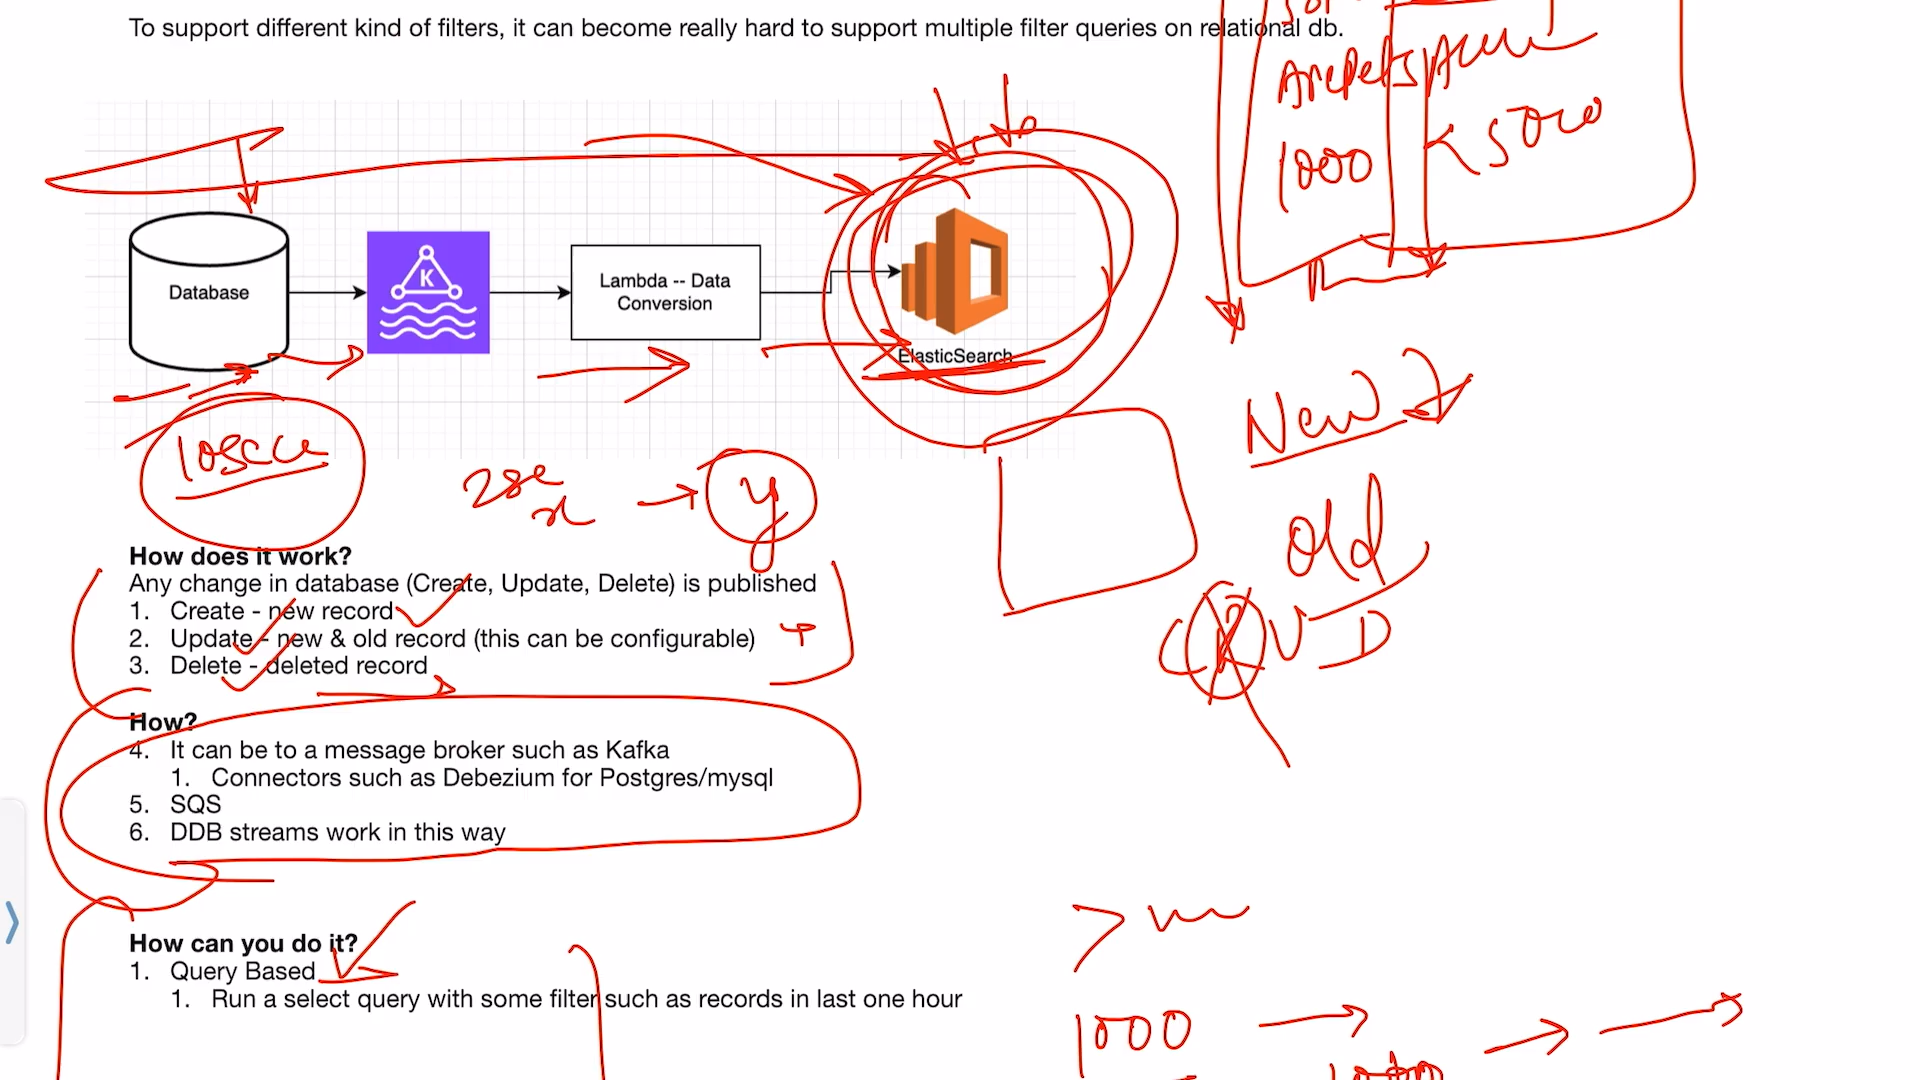 To support different kind of filters, it can become really hard to support multiple filter queries on relational db.
1000
< 5000
Database
K
Lambda -- Data
Conversion
ElasticSearch
New
y
old
How does it work?
Any change in database (Create, Update, Delete) is published
1. Create - new record
2. Update - new & old record (this can be configurable)
3. Delete - deleted record
C R U D
How?
4. It can be to a message broker such as Kafka
1. Connectors such as Debezium for Postgres/mysql
5. SQS
6. DDB streams work in this way
How can you do it?
1. Query Based
1. Run a select query with some filter such as records in last one hour
1000